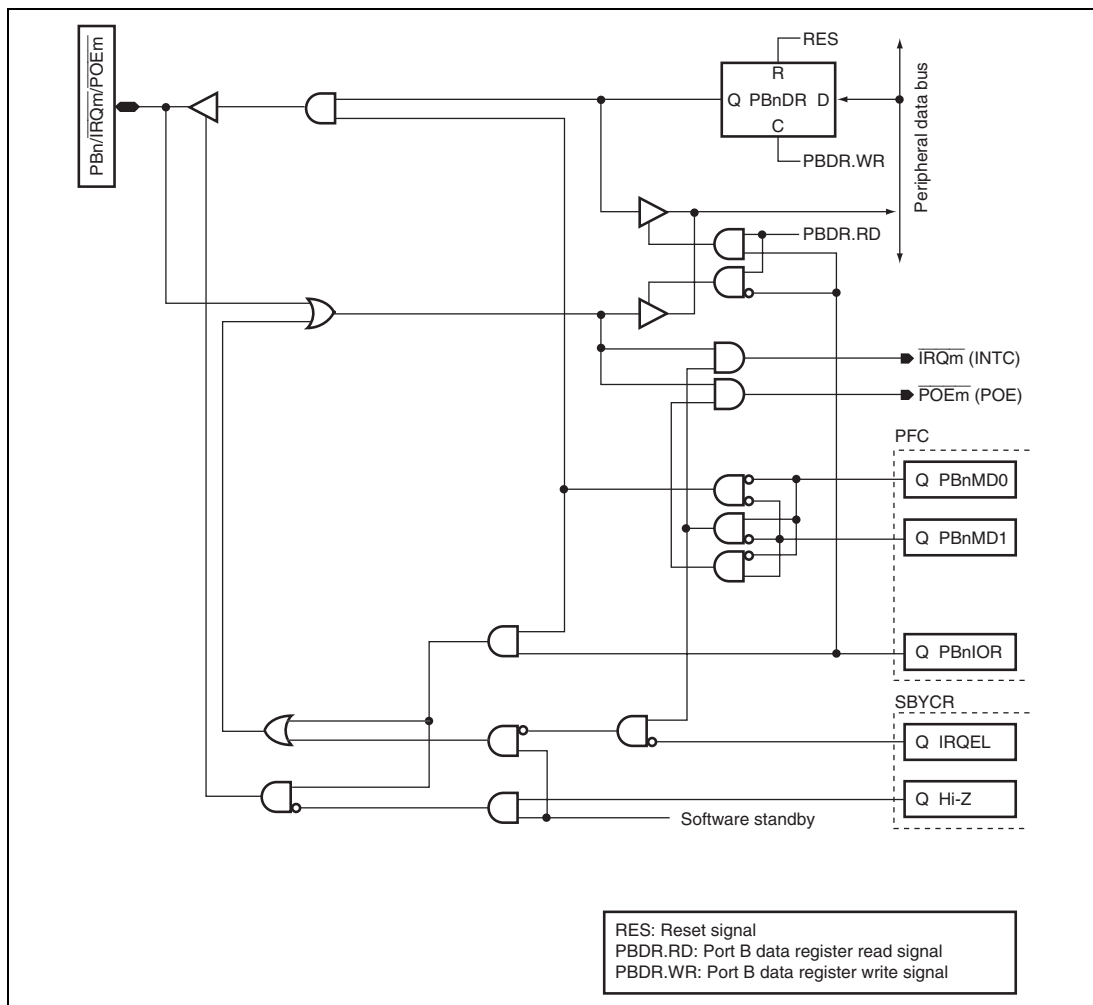 PBn/IRQm/POEm
RES
R
Q PBnDR D
C
PBDR.WR
Peripheral data bus
PBDR.RD
IRQm (INTC)
POEm (POE)
PFC
Q PBnMD0
Q PBnMD1
Q PBnIOR
SBYCR
Q IRQEL
Q Hi-Z
Software standby
RES: Reset signal
PBDR.RD: Port B data register read signal
PBDR.WR: Port B data register write signal